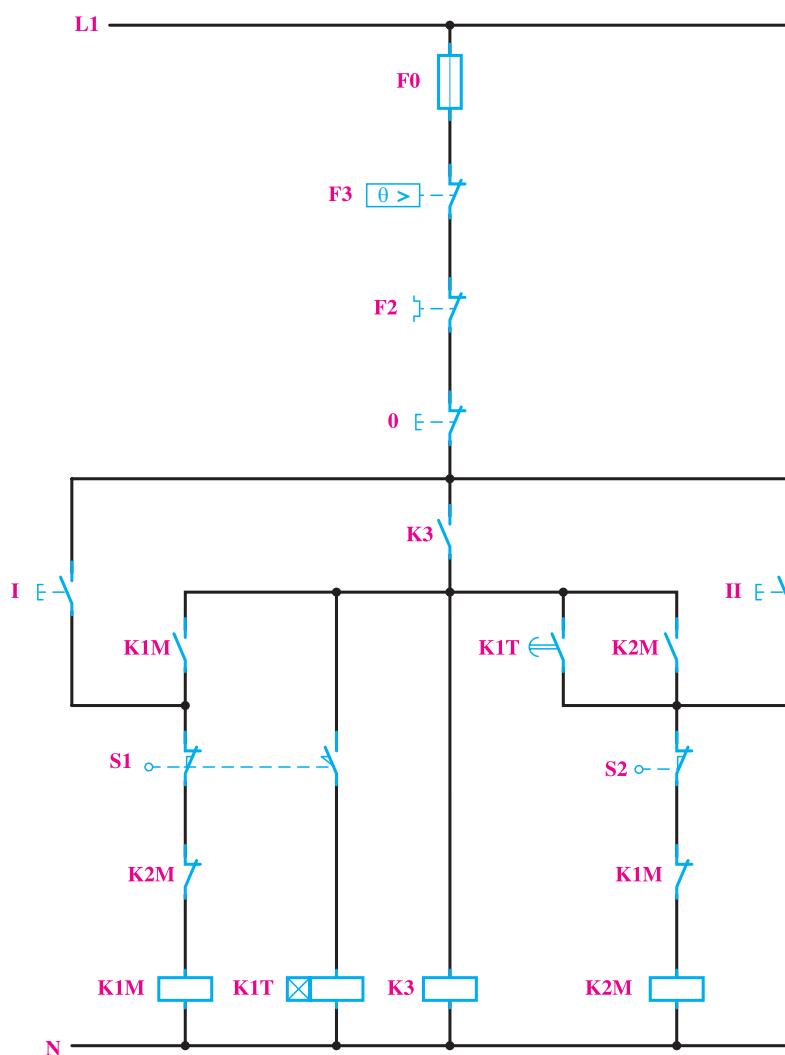 L1
F0
F3 θ >
F2
0
K3
I II
K1M K1T K2M
S1 S2
K2M K1M
K1M K1T K3 K2M
N